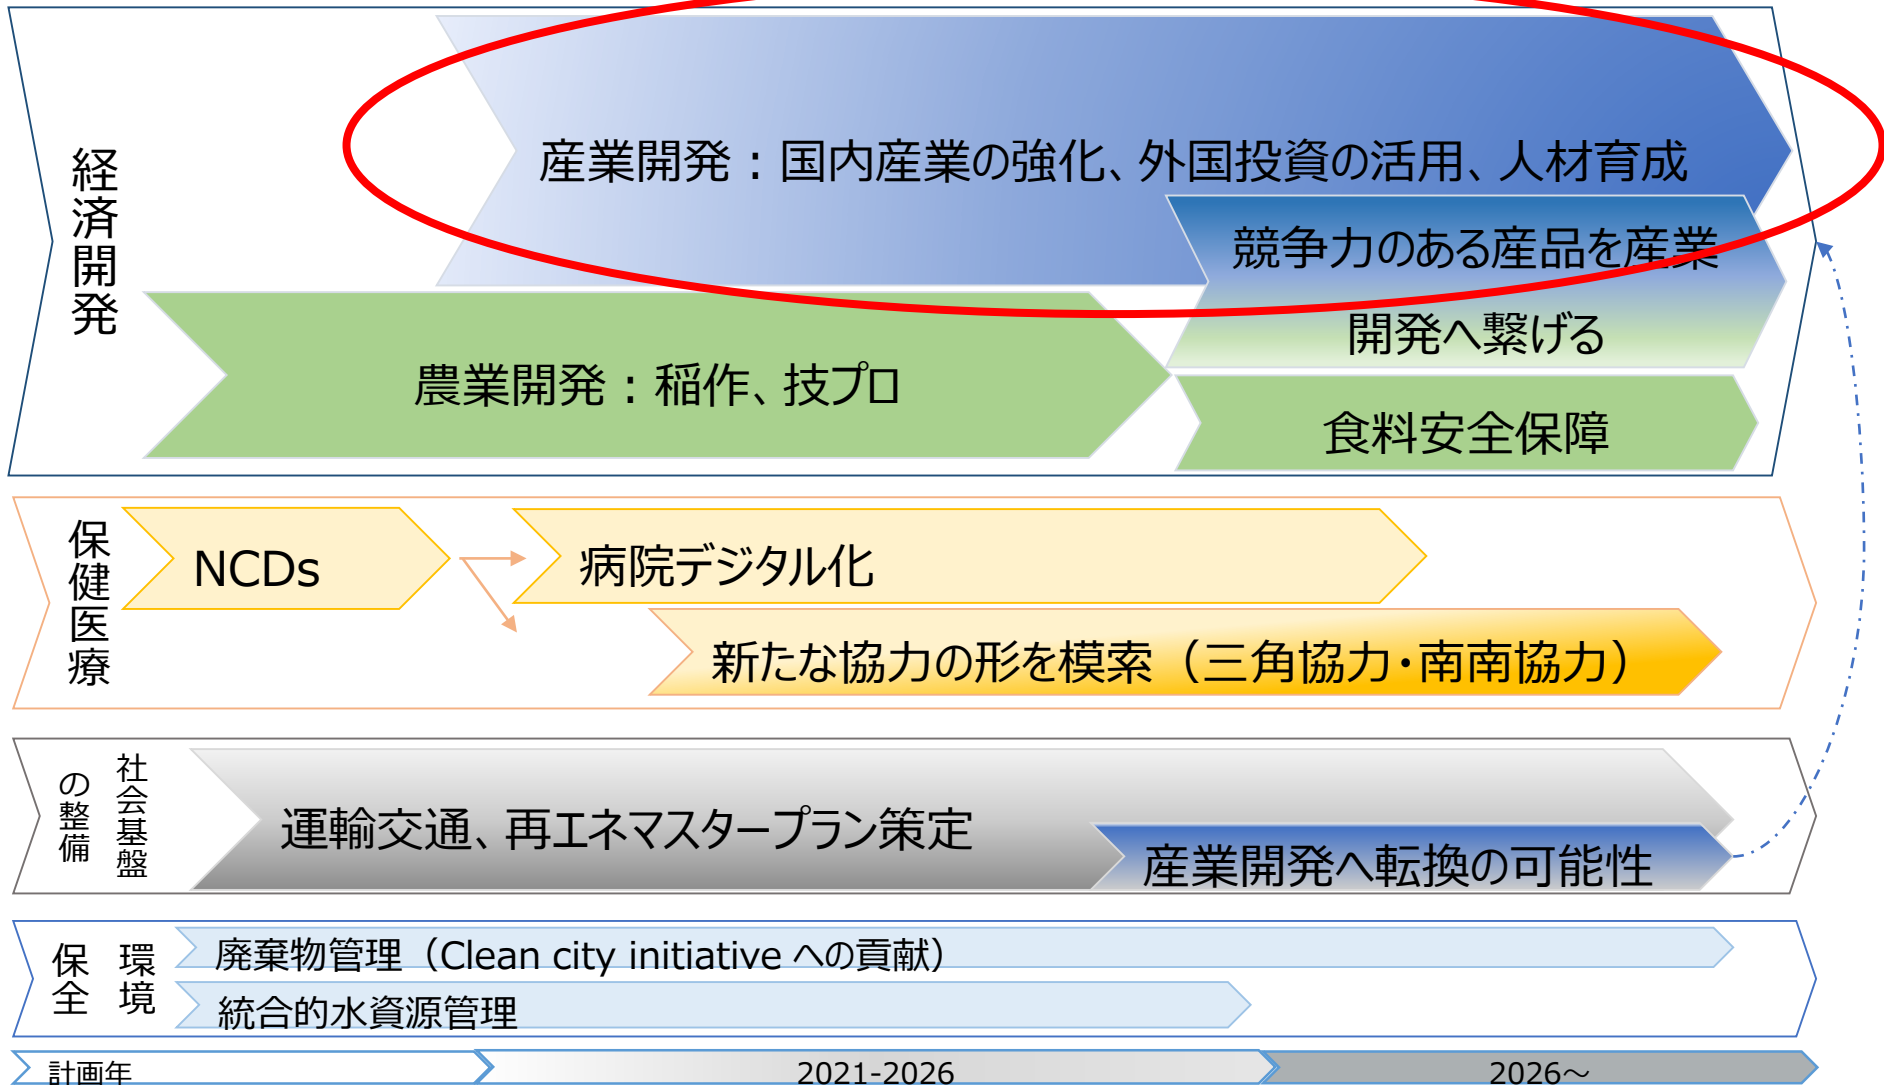 経済開発
産業開発：国内産業の強化、外国投資の活用、人材育成
競争力のある産品を産業
開発へ繋げる
農業開発：稲作、技プロ
食料安全保障
保健医療
NCDs
病院デジタル化
新たな協力の形を模索（三角協力・南南協力）
社会基盤
の整備
運輸交通、再エネマスタープラン策定
産業開発へ転換の可能性
環境
保全
廃棄物管理（Clean city initiative への貢献）
統合的水資源管理
計画年
2021-2026
2026～